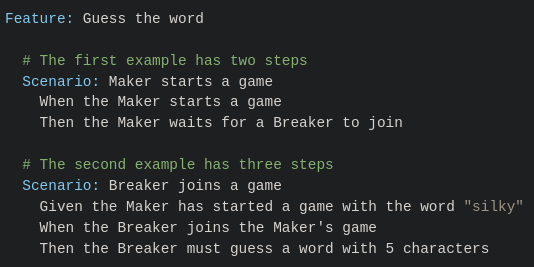 Feature: Guess the word
# The first example has two steps
Scenario: Maker starts a game
When the Maker starts a game
Then the Maker waits for a Breaker to join
# The second example has three steps
Scenario: Breaker joins a game
Given the Maker has started a game with the word "silky"
When the Breaker joins the Maker's game
Then the Breaker must guess a word with 5 characters